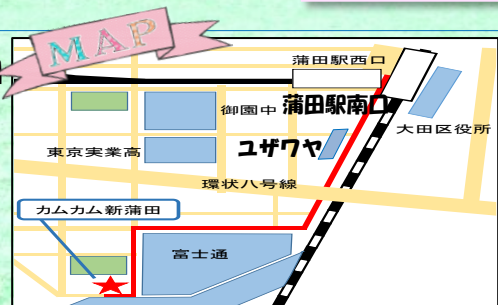 MAP
蒲田駅西口
御園中
蒲田駅南口
大田区役所
東京実業高
ユザワヤ
環状八号線
カムカム新蒲田
富士通